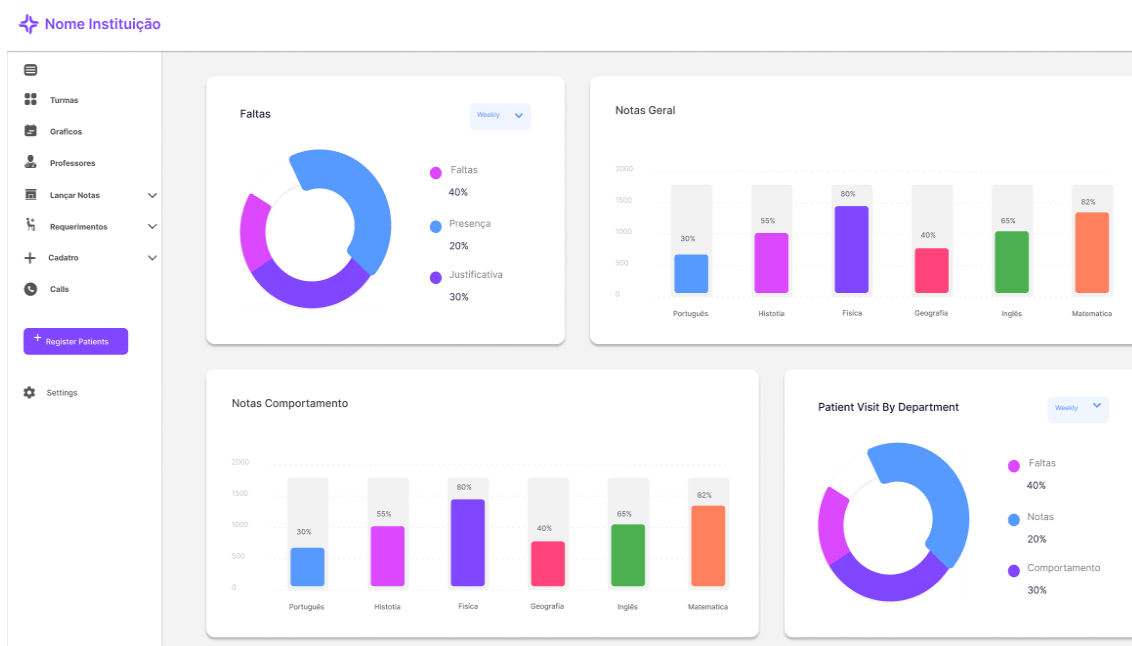 Nome Instituição
Turmas
Graficos
Professores
Lançar Notas
Requerimentos
Cadatro
Calls
+ Register Patients
Settings
Faltas
Weekly
Faltas
40%
Presença
20%
Justificativa
30%
Notas Geral
2000
1500
1000
500
0
30%
55%
80%
40%
65%
82%
Português
Histotia
Fisica
Geografia
Inglês
Matematica
Notas Comportamento
2000
1500
1000
500
0
30%
55%
80%
40%
65%
82%
Português
Histotia
Fisica
Geografia
Inglês
Matematica
Patient Visit By Department
Weekly
Faltas
40%
Notas
20%
Comportamento
30%